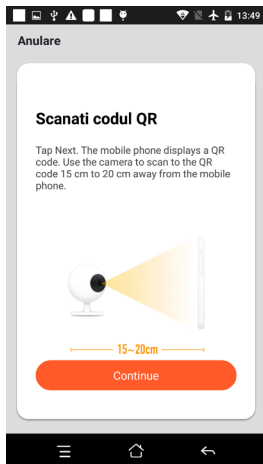 13:49
Anulare
Scanati codul QR
Tap Next. The mobile phone displays a QR
code. Use the camera to scan to the QR
code 15 cm to 20 cm away from the mobile
phone.
15~20cm
Continue